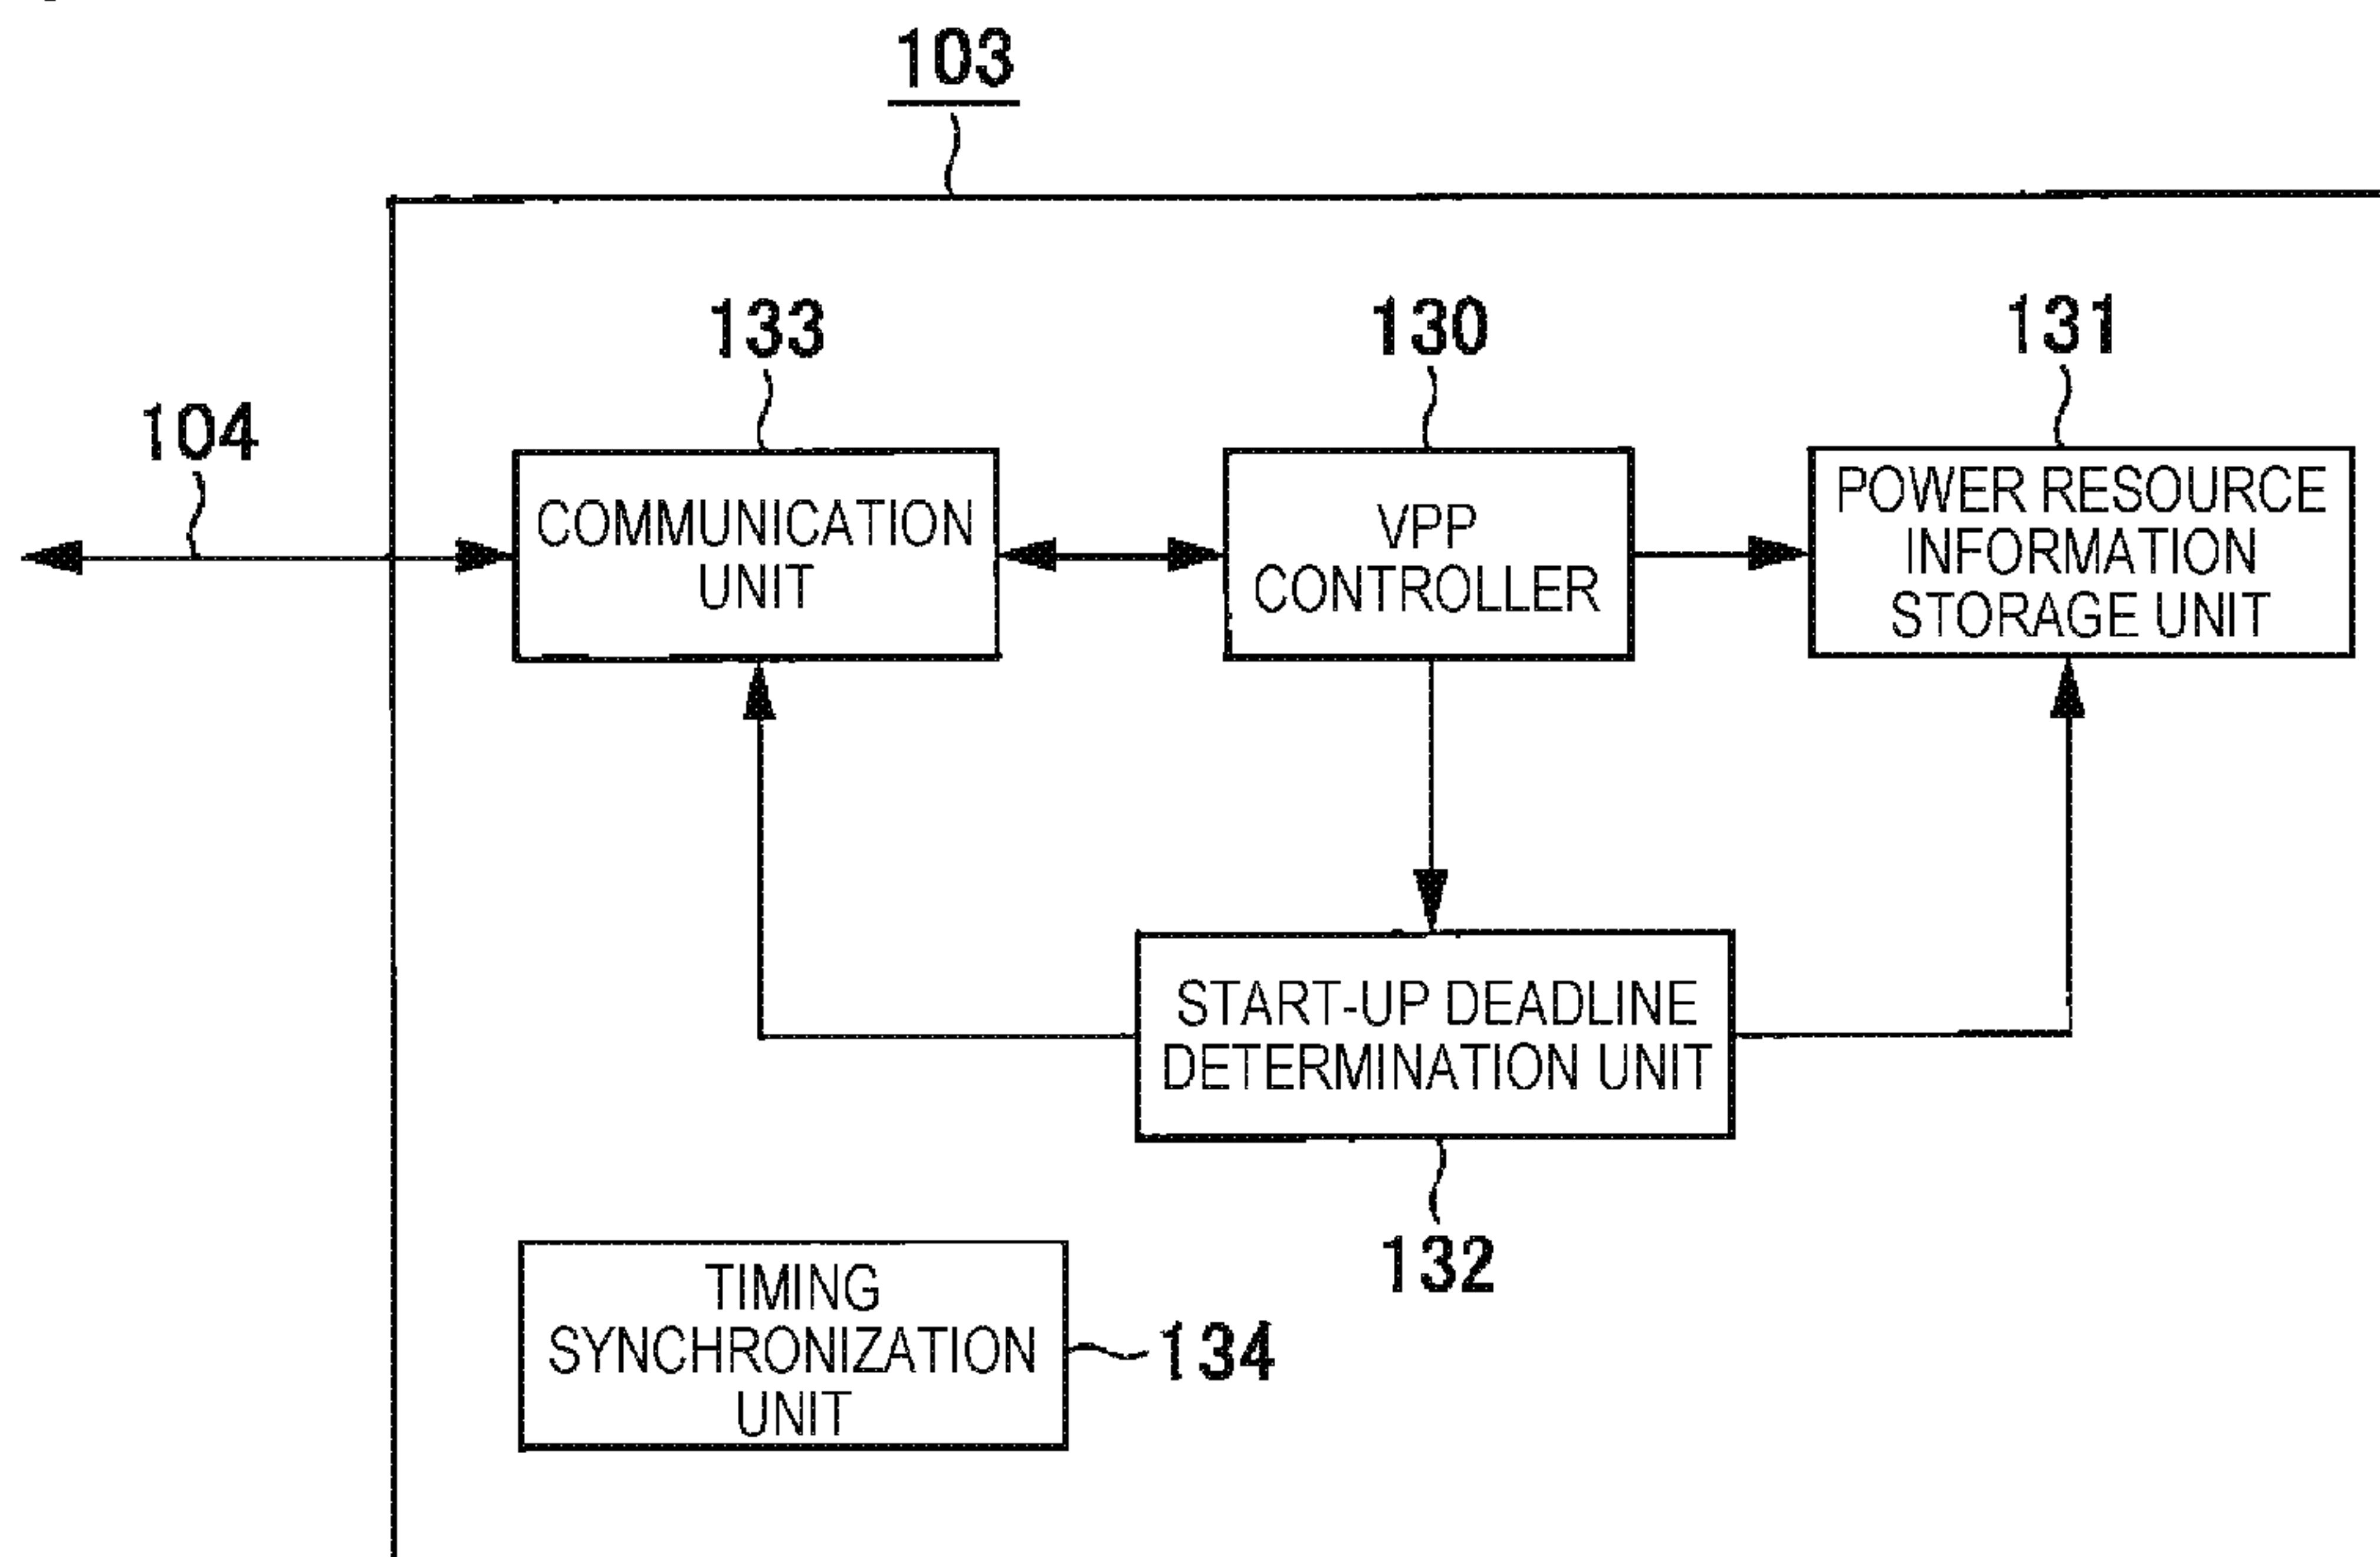 103
133
130
131
104
COMMUNICATION
UNIT
VPP
CONTROLLER
POWER RESOURCE
INFORMATION
STORAGE UNIT
START-UP DEADLINE
DETERMINATION UNIT
132
TIMING
SYNCHRONIZATION
UNIT
134